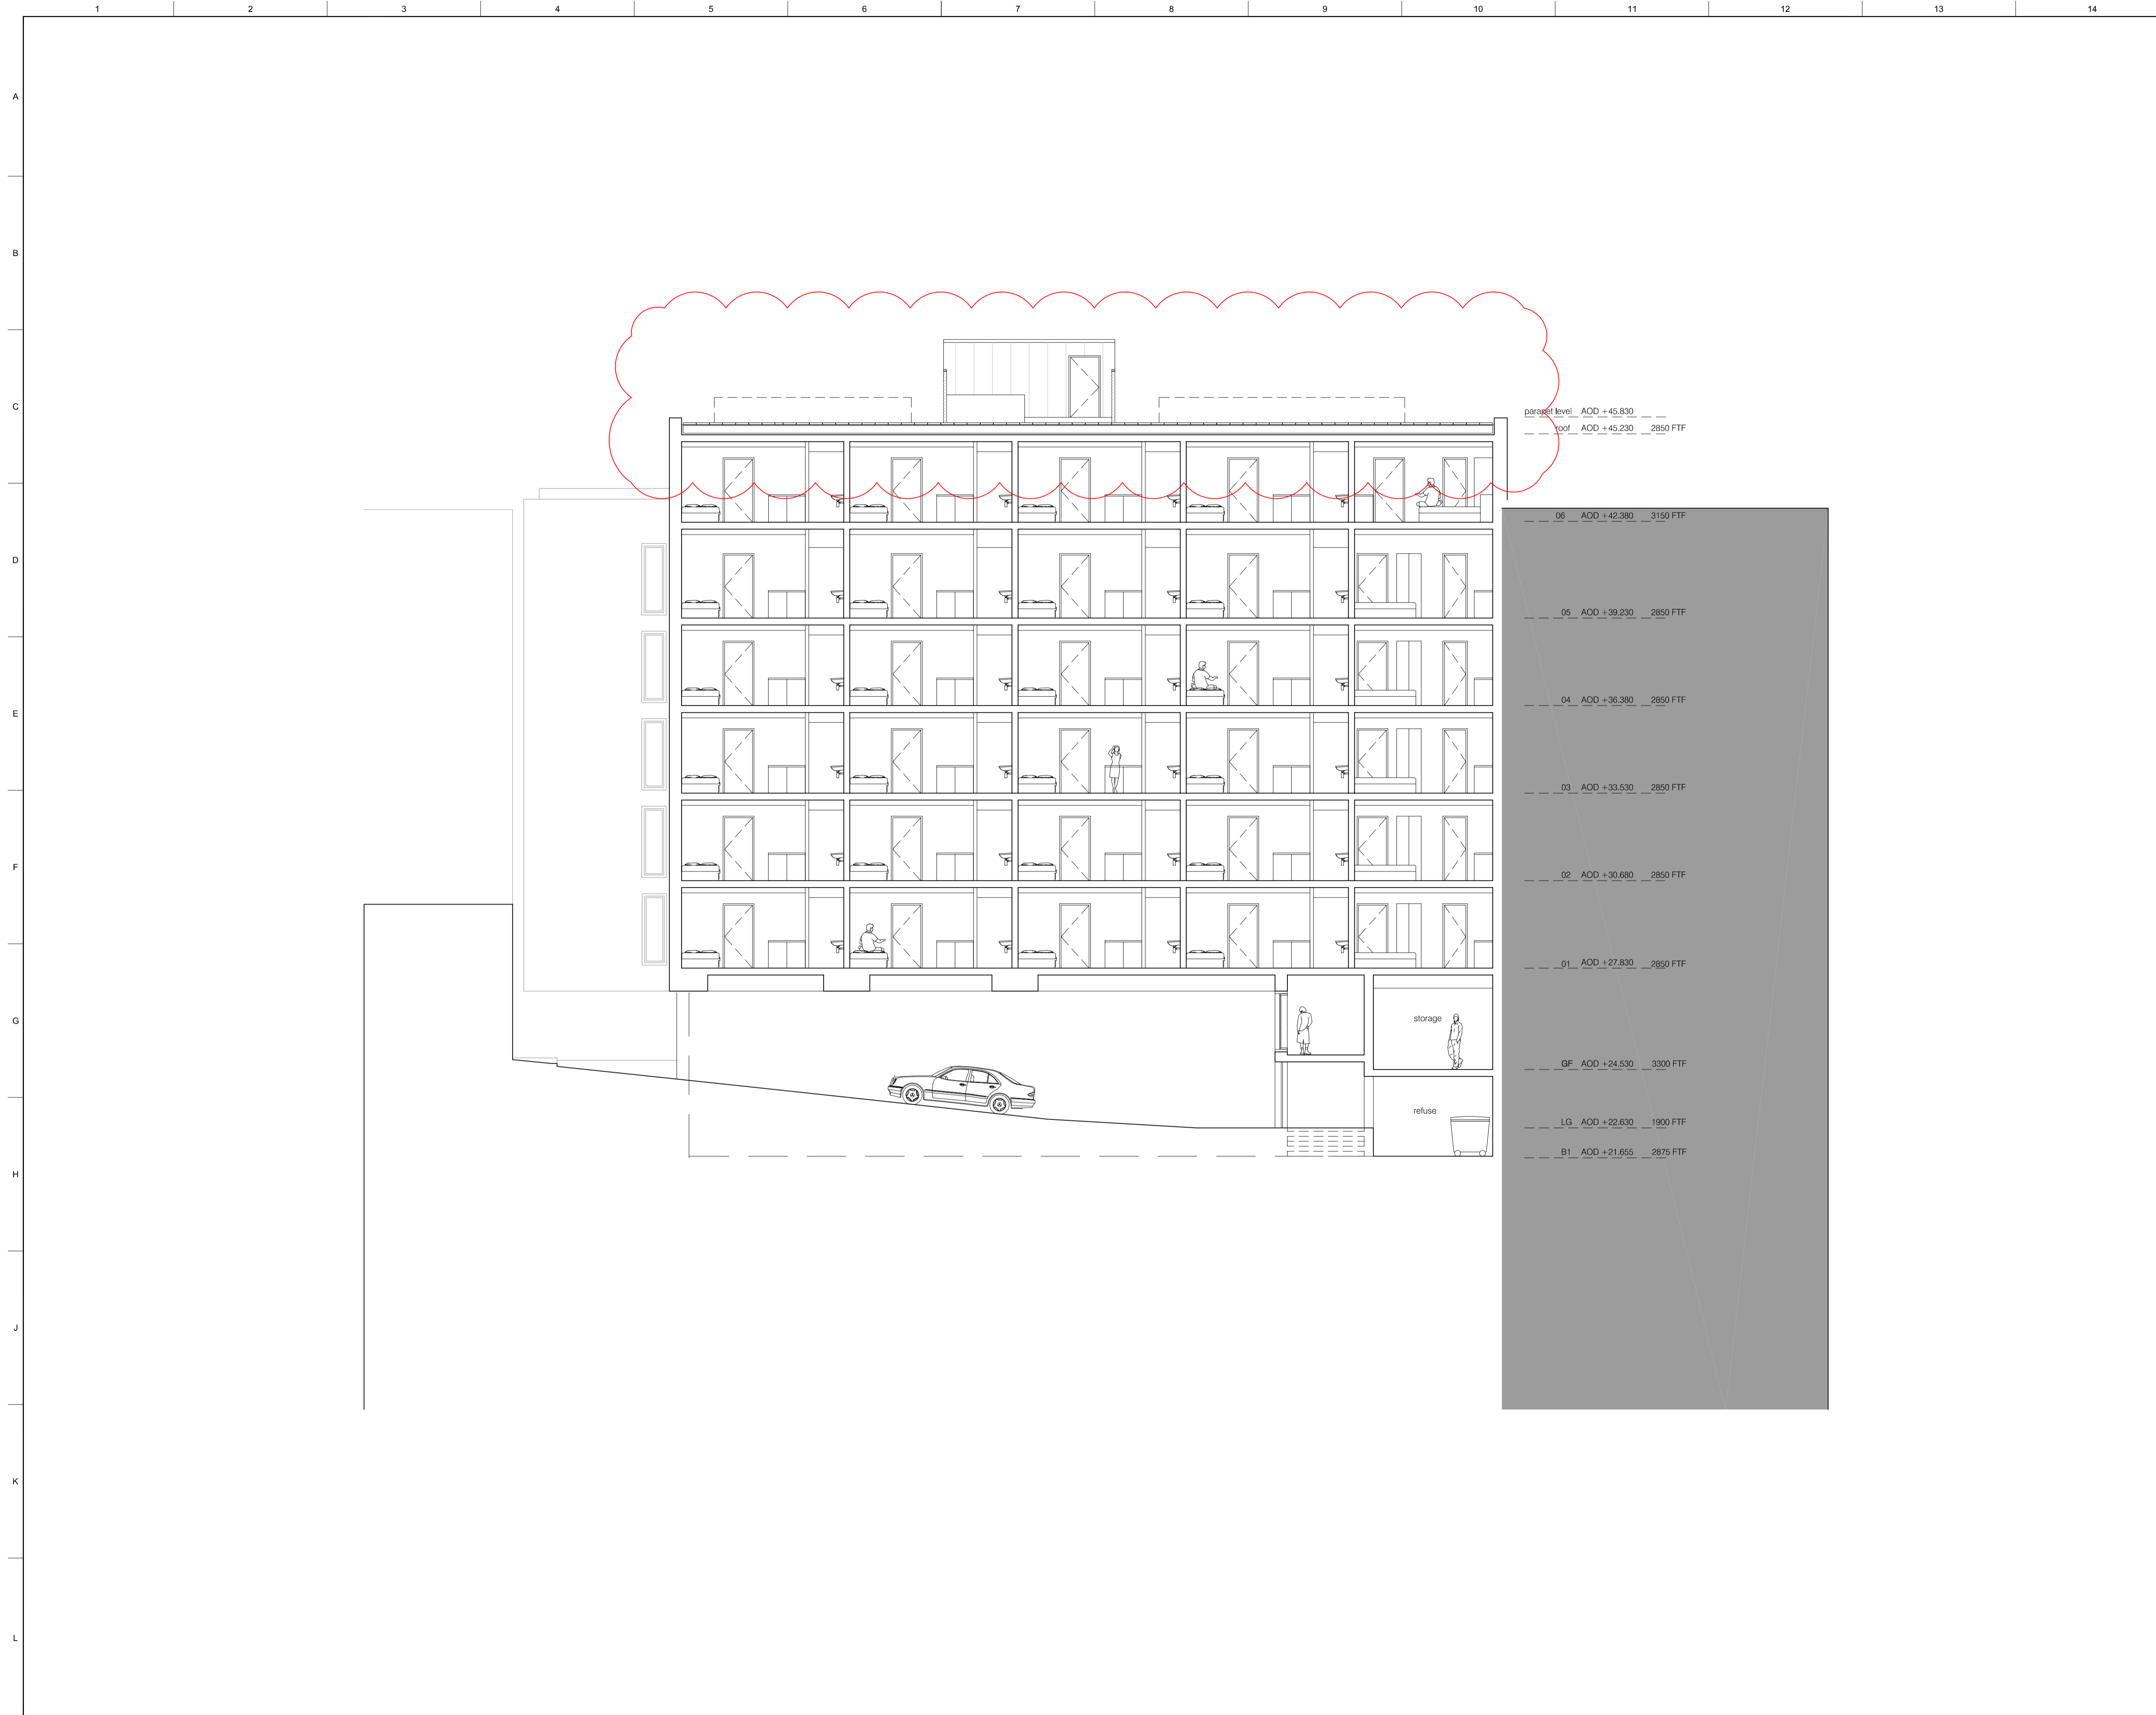 1 2 3 4 5 6 7 8 9 10 11 12 13 14
A
B
C
parapet level AOD +45.830
roof AOD +45.230 2850 FTF
06 AOD +42.380 3150 FTF
D
05 AOD +39.230 2850 FTF
04 AOD +36.380 2850 FTF
E
03 AOD +33.530 2850 FTF
F
02 AOD +30.680 2850 FTF
01 AOD +27.830 2850 FTF
G
storage
GF AOD +24.530 3300 FTF
refuse
LG AOD +22.630 1900 FTF
B1 AOD +21.655 2875 FTF
H
J
K
L